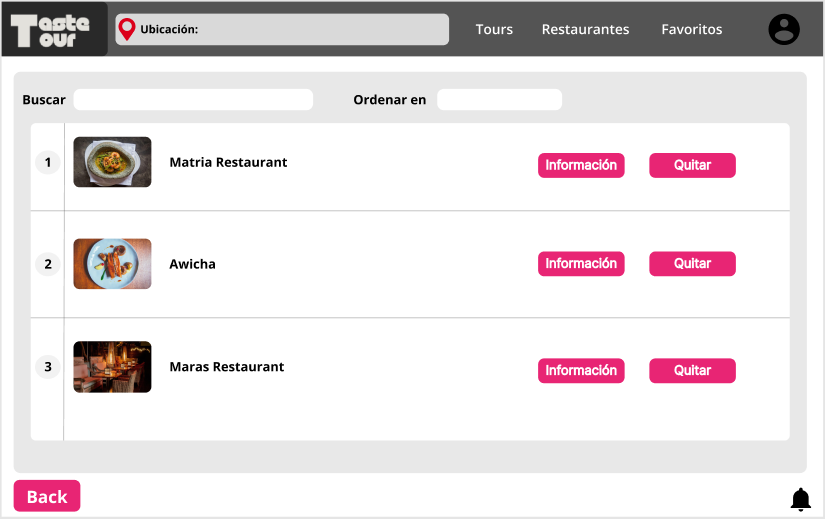 Taste
Tour
Ubicación:
Tours
Restaurantes
Favoritos
Buscar
Ordenar en
1
Matria Restaurant
Información
Quitar
2
Awicha
Información
Quitar
3
Maras Restaurant
Información
Quitar
Back